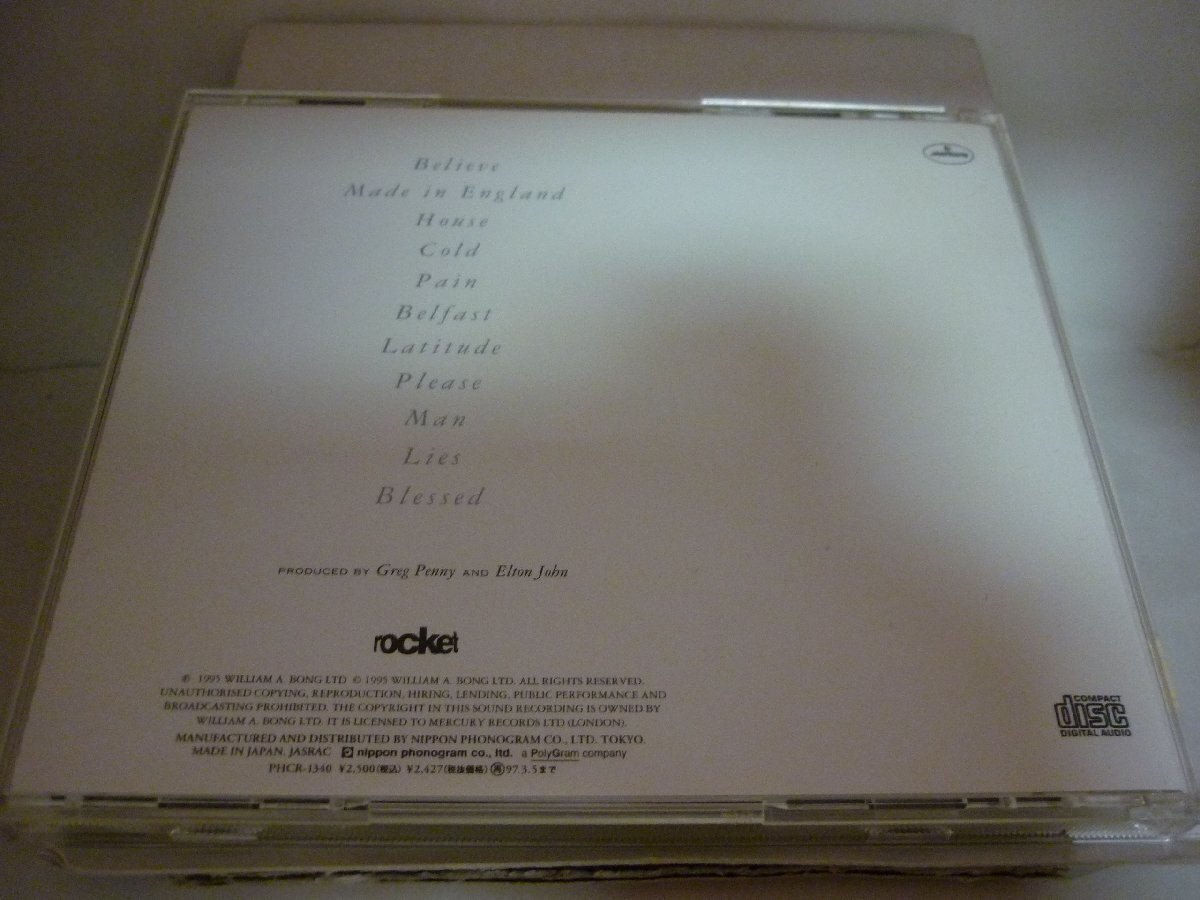 Believe
Made in England
House
Cold
Pain
Belfast
Latitude
Please
Man
Lies
Blessed
PRODUCED BY Greg Penny AND Elton John
rocket
℗ 1995 WILLIAM A. BONG LTD © 1995 WILLIAM A. BONG LTD. ALL RIGHTS RESERVED.
UNAUTHORISED COPYING, REPRODUCTION, HIRING, LENDING, PUBLIC PERFORMANCE AND
BROADCASTING PROHIBITED. THE COPYRIGHT IN THIS SOUND RECORDING IS OWNED BY
WILLIAM A. BONG LTD. IT IS LICENSED TO MERCURY RECORDS LTD (LONDON).
MANUFACTURED AND DISTRIBUTED BY NIPPON PHONOGRAM CO., LTD. TOKYO.
MADE IN JAPAN. JASRAC nippon phonogram co., ltd. a PolyGram company
PHCR-1340 ¥2,500(税込) ¥2,427(税抜価格) 再97.3.5まで
COMPACT
disc
DIGITAL AUDIO